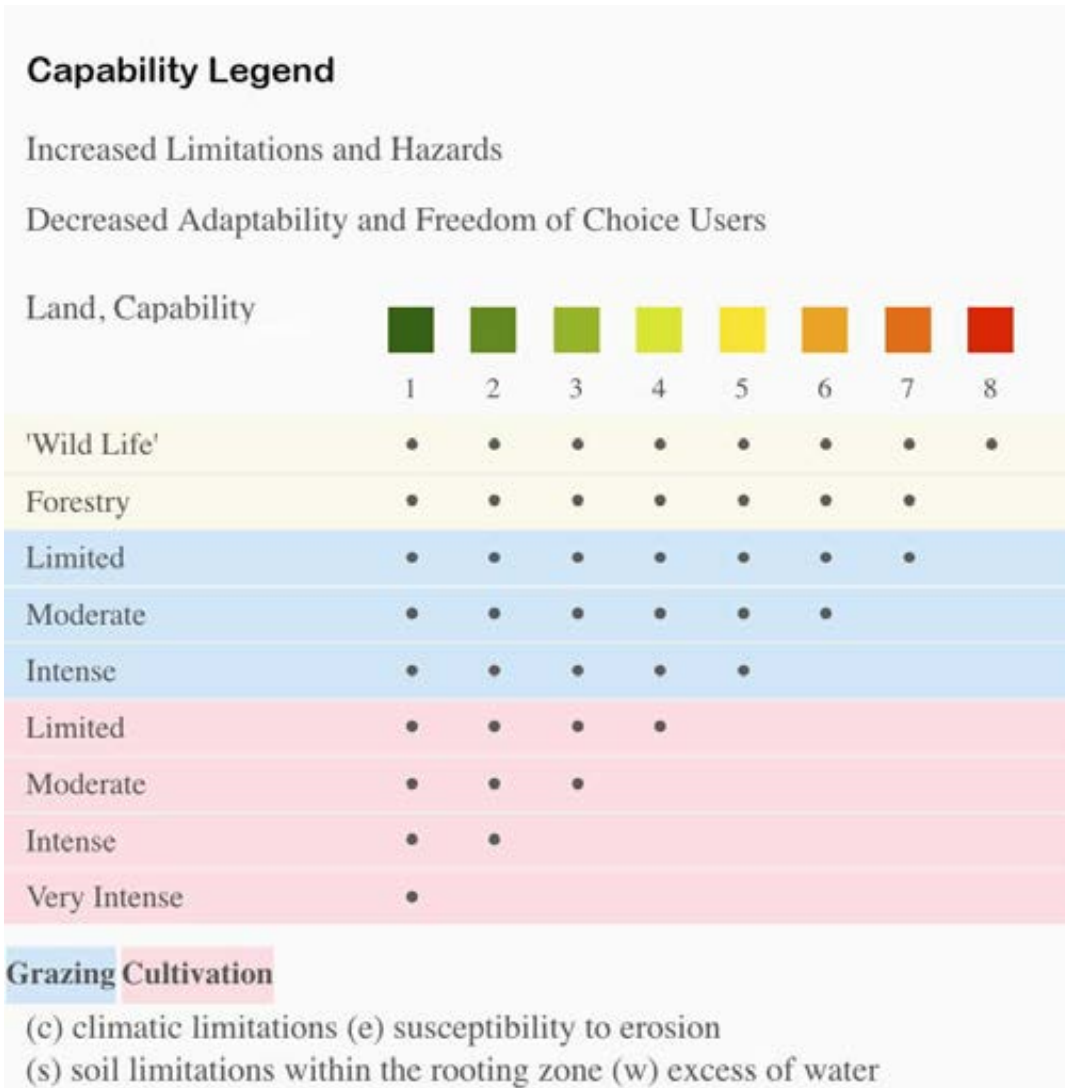 Capability Legend
Increased Limitations and Hazards
Decreased Adaptability and Freedom of Choice Users
Land, Capability
1 2 3 4 5 6 7 8
'Wild Life'
Forestry
Limited
Moderate
Intense
Limited
Moderate
Intense
Very Intense
Grazing Cultivation
(c) climatic limitations (e) susceptibility to erosion
(s) soil limitations within the rooting zone (w) excess of water